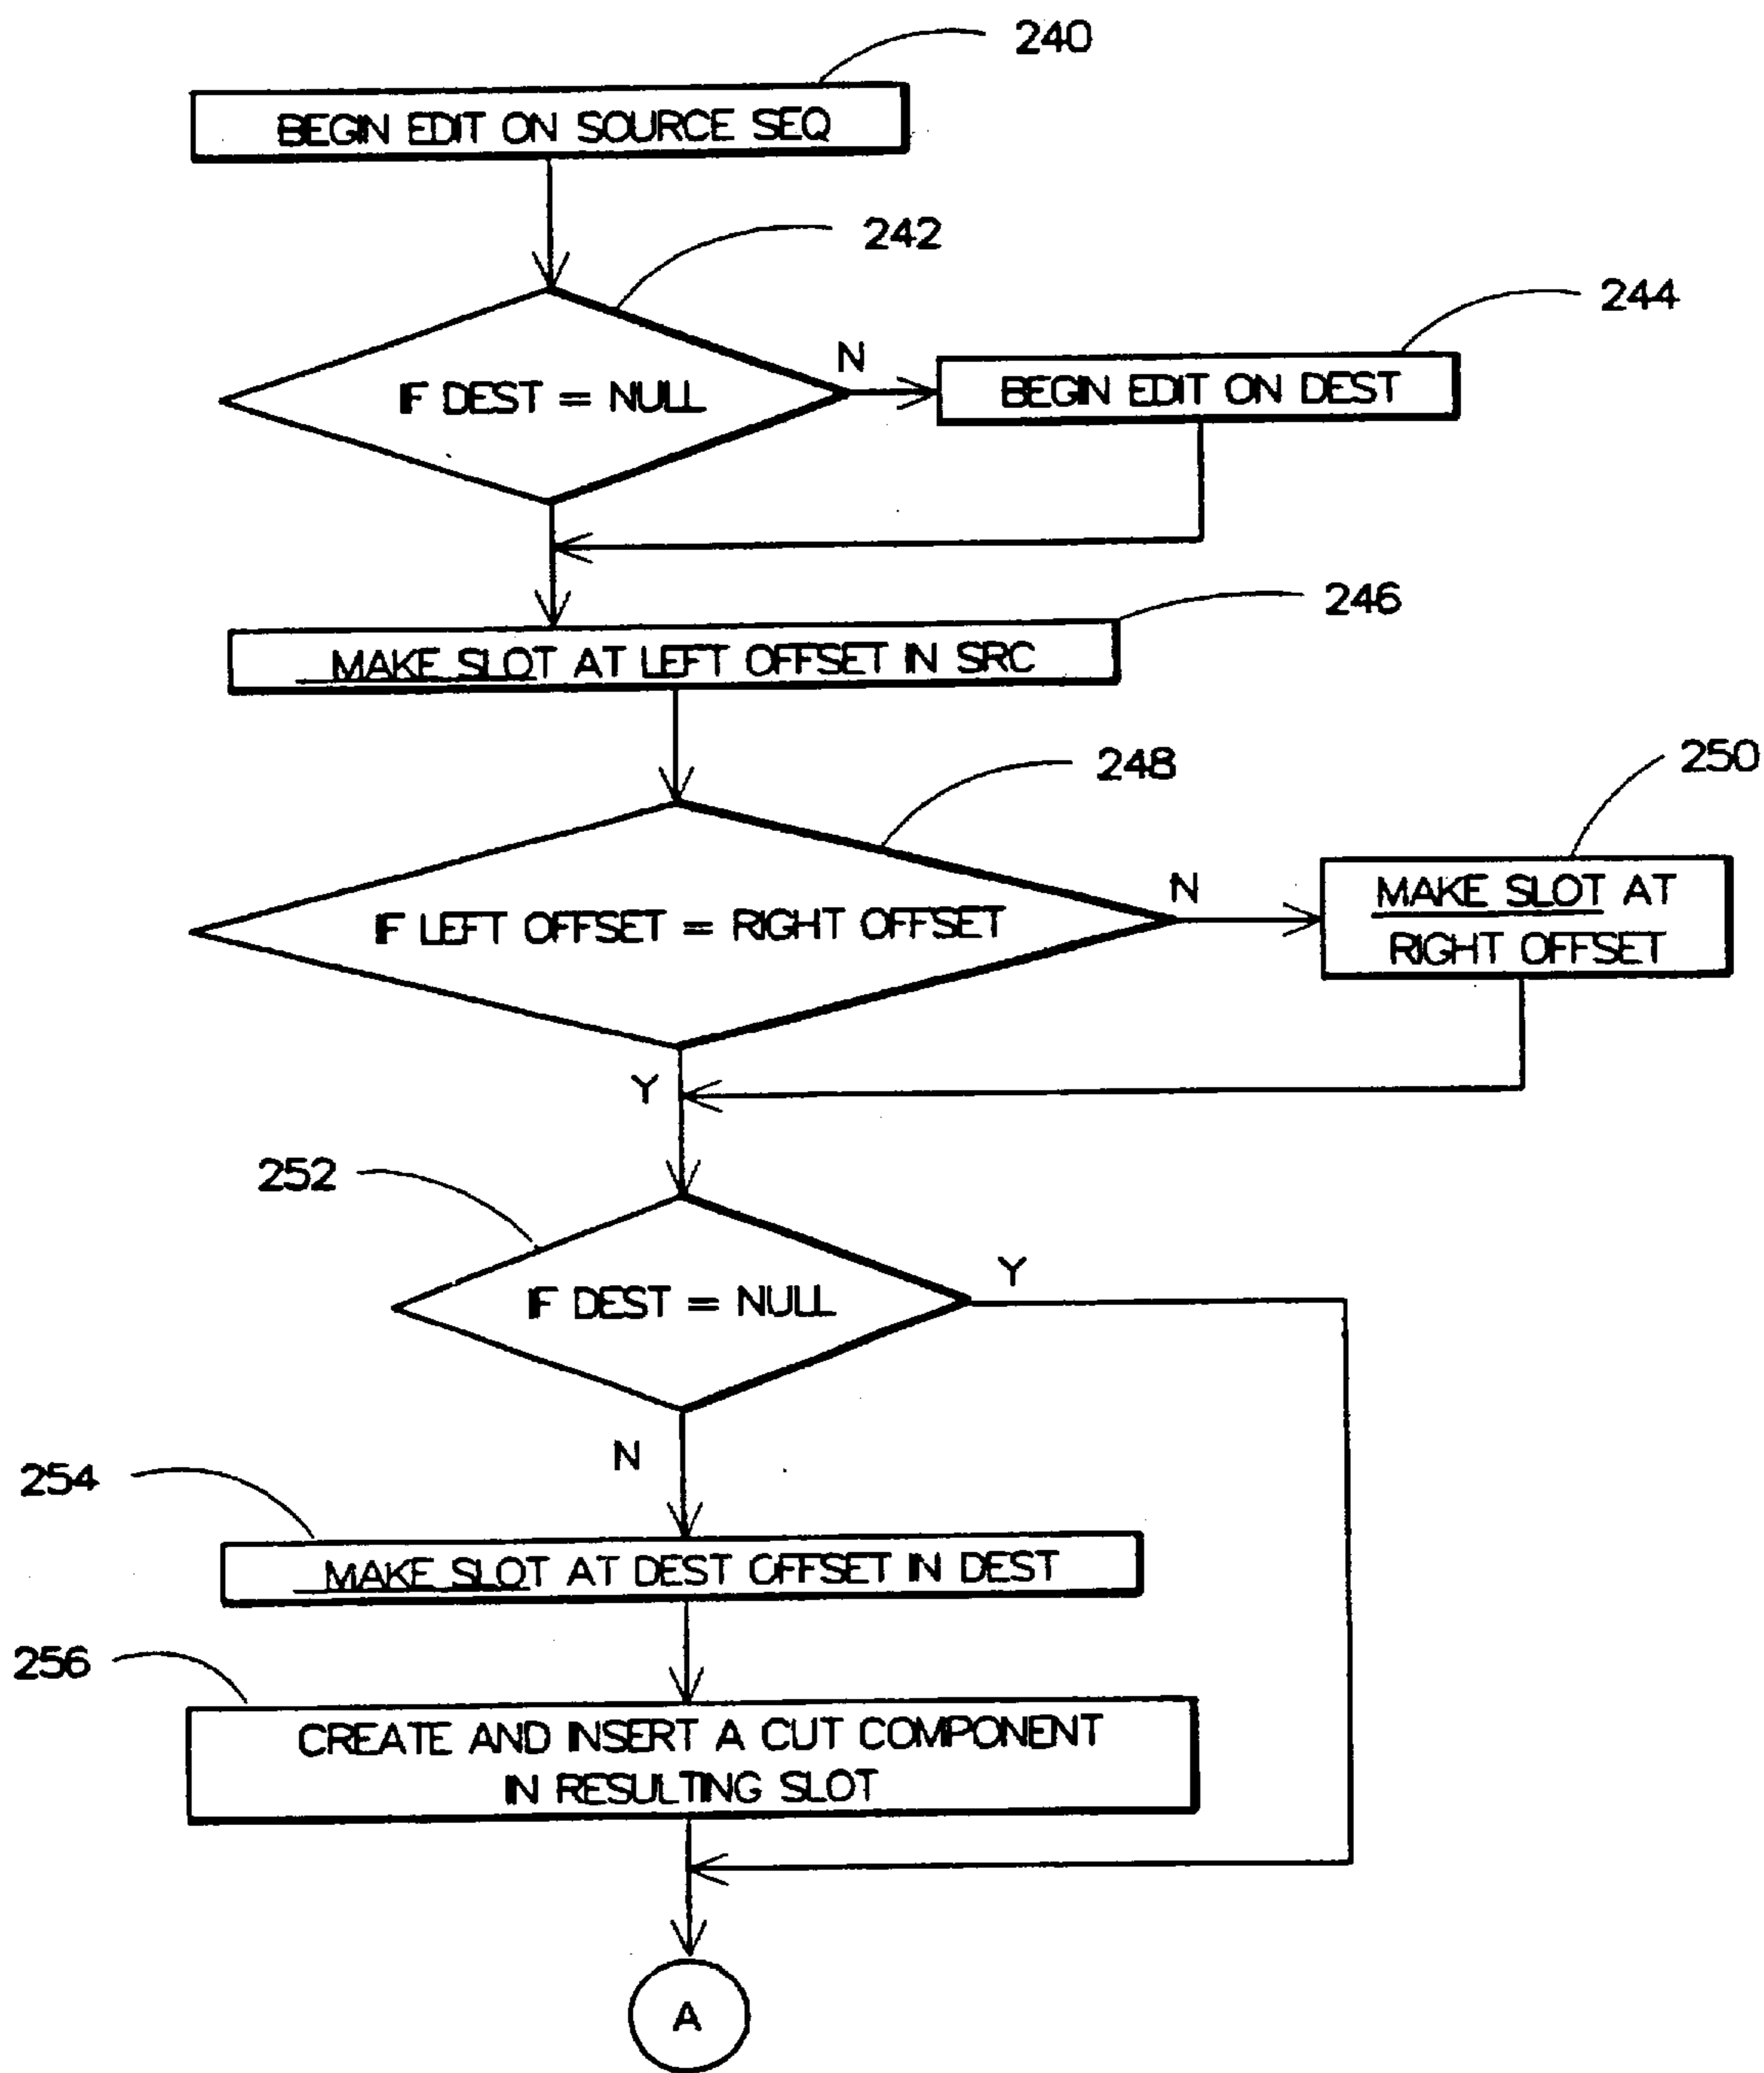 240
BEGIN EDIT ON SOURCE SEQ
242
244
N
IF DEST = NULL
BEGIN EDIT ON DEST
246
MAKE SLOT AT LEFT OFFSET IN SRC
248
250
N
IF LEFT OFFSET = RIGHT OFFSET
MAKE SLOT AT
RIGHT OFFSET
Y
252
Y
IF DEST = NULL
N
254
MAKE SLOT AT DEST OFFSET IN DEST
256
CREATE AND INSERT A CUT COMPONENT
IN RESULTING SLOT
A